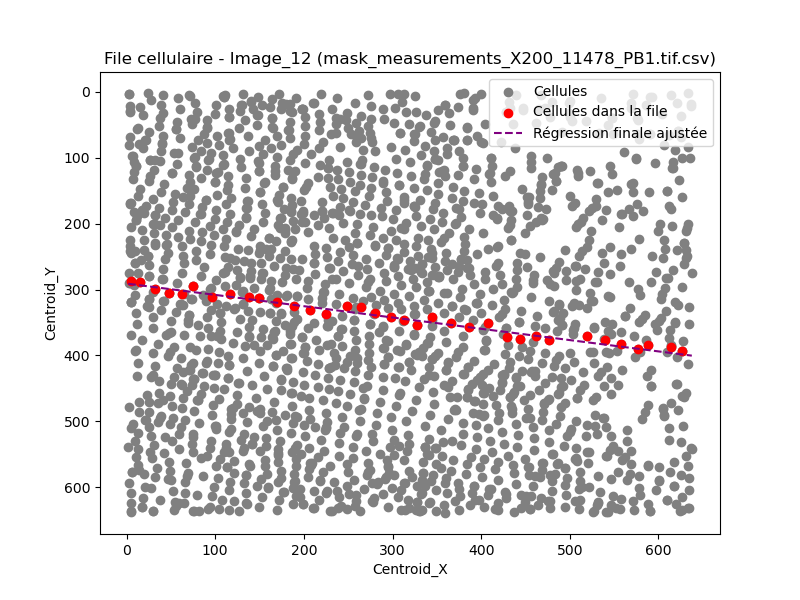 File cellulaire - Image_12 (mask_measurements_X200_11478_PB1.tif.csv)
Cellules
Cellules dans la file
Régression finale ajustée
0
100
200
300
400
500
600
Centroid_Y
0 100 200 300 400 500 600
Centroid_X